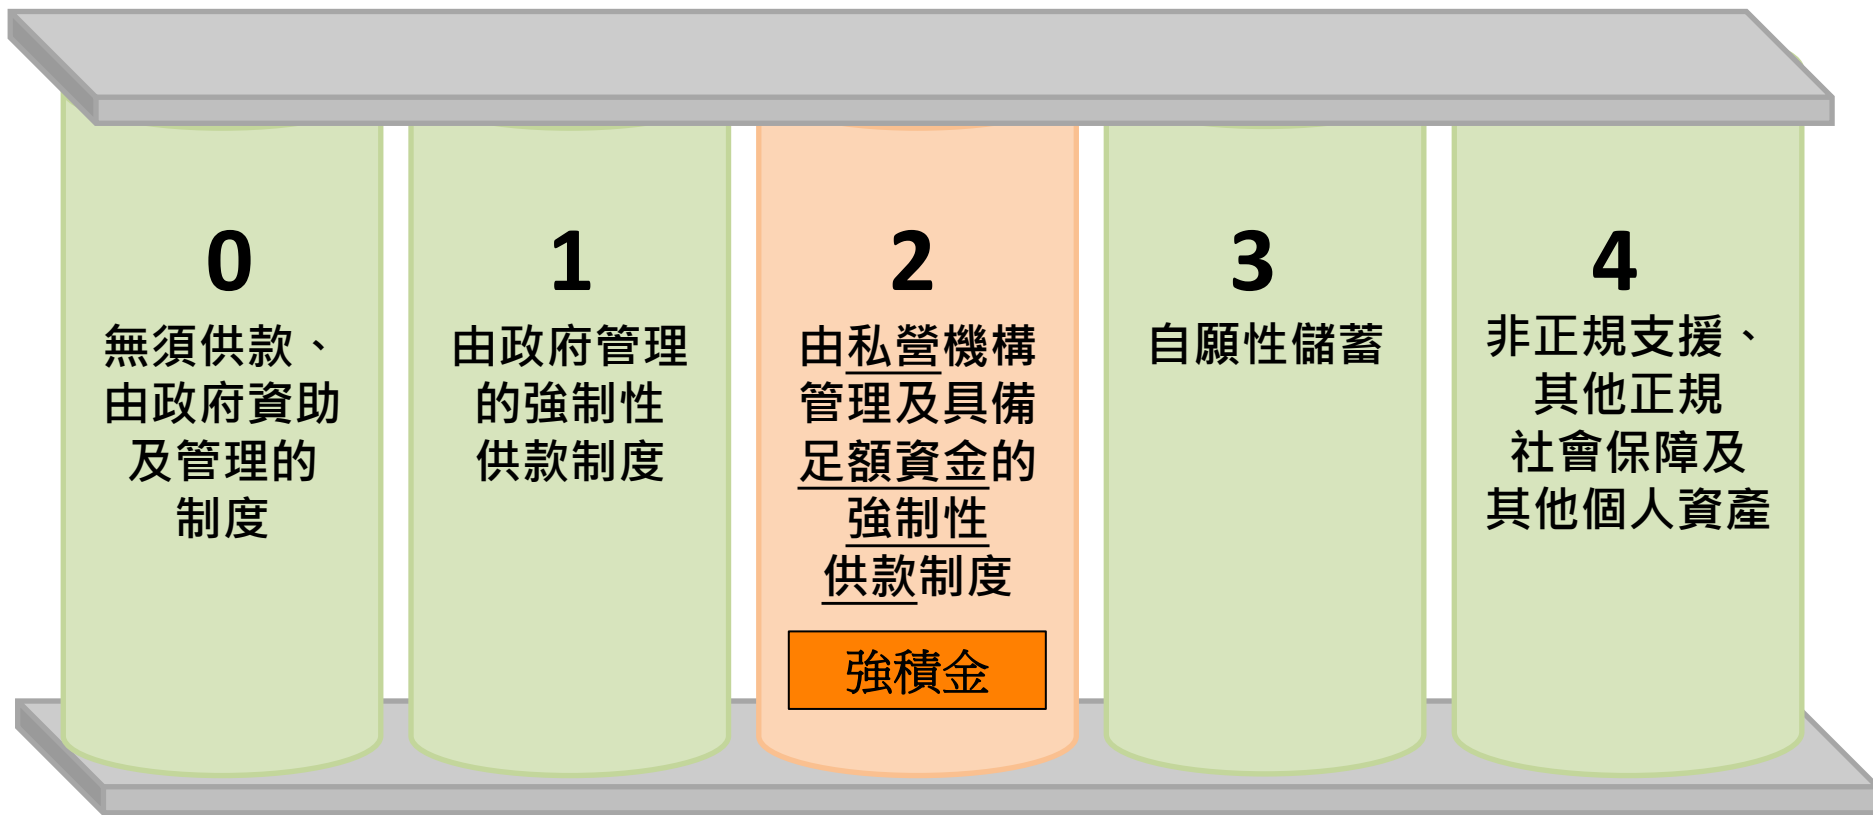 0
無須供款、
由政府資助
及管理的
制度
1
由政府管理
的強制性
供款制度
2
由私營機構
管理及具備
足額資金的
強制性
供款制度
強積金
3
自願性儲蓄
4
非正規支援、
其他正規
社會保障及
其他個人資產